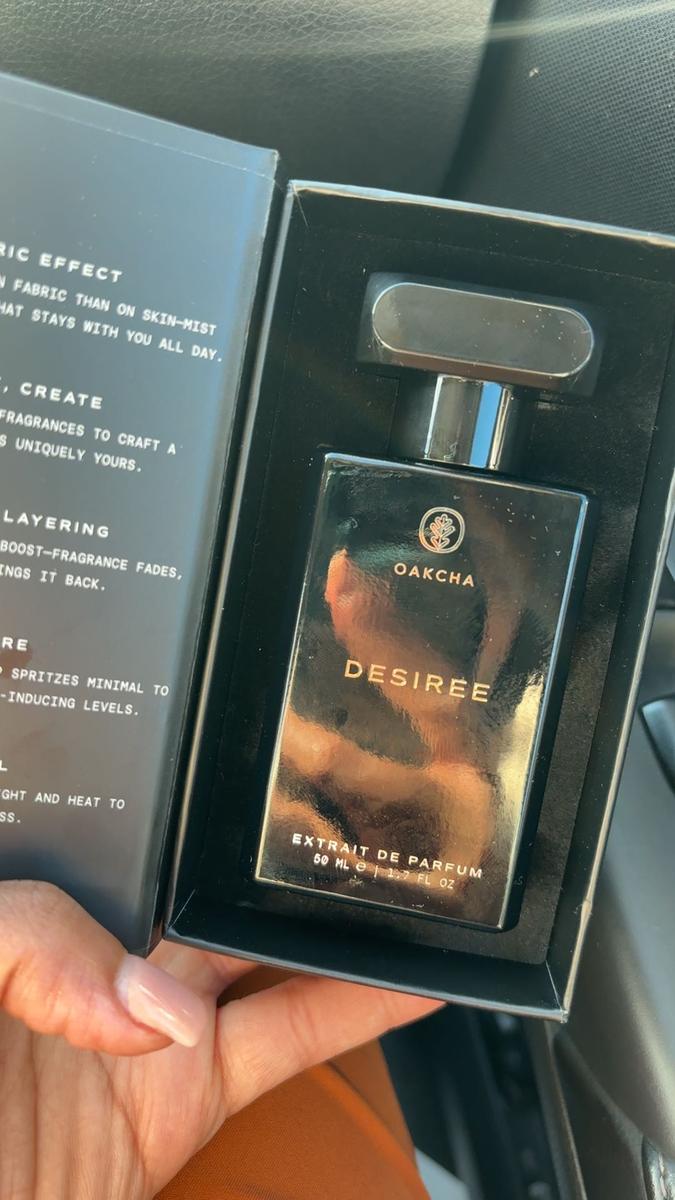 RIC EFFECT
N FABRIC THAN ON SKIN—MIST
HAT STAYS WITH YOU ALL DAY.
, CREATE
FRAGRANCES TO CRAFT A
S UNIQUELY YOURS.
LAYERING
BOOST—FRAGRANCE FADES,
INGS IT BACK.
RE
SPRITZES MINIMAL TO
-INDUCING LEVELS.
L
IGHT AND HEAT TO
SS.
OAKCHA
DESIREE
EXTRAIT DE PARFUM
50 ML ℮ | 1.7 FL OZ